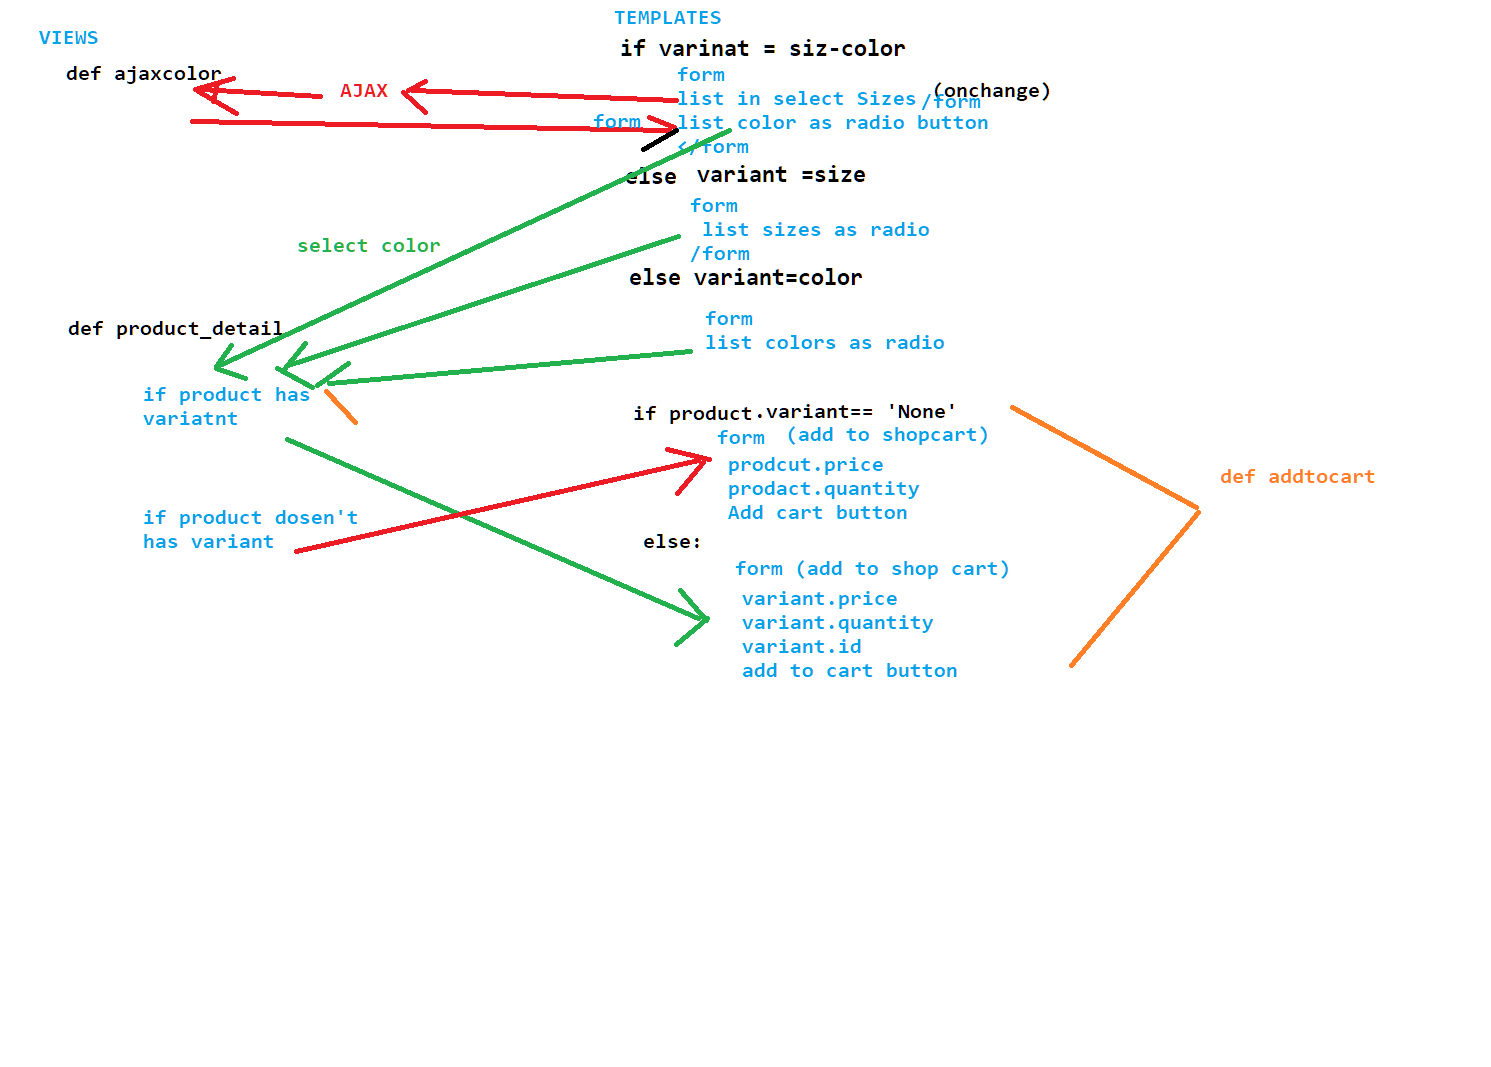 TEMPLATES
VIEWS
if varinat = siz-color
def ajaxcolor
form
AJAX
(onchange)
list in select Sizes /form
form list color as radio button
</form
else variant =size
form
list sizes as radio
select color
/form
else variant=color
form
def product_detail
list colors as radio
if product has
variatnt
if product.variant== 'None'
form (add to shopcart)
prodcut.price
def addtocart
prodact.quantity
Add cart button
if product dosen't
has variant
else:
form (add to shop cart)
variant.price
variant.quantity
variant.id
add to cart button